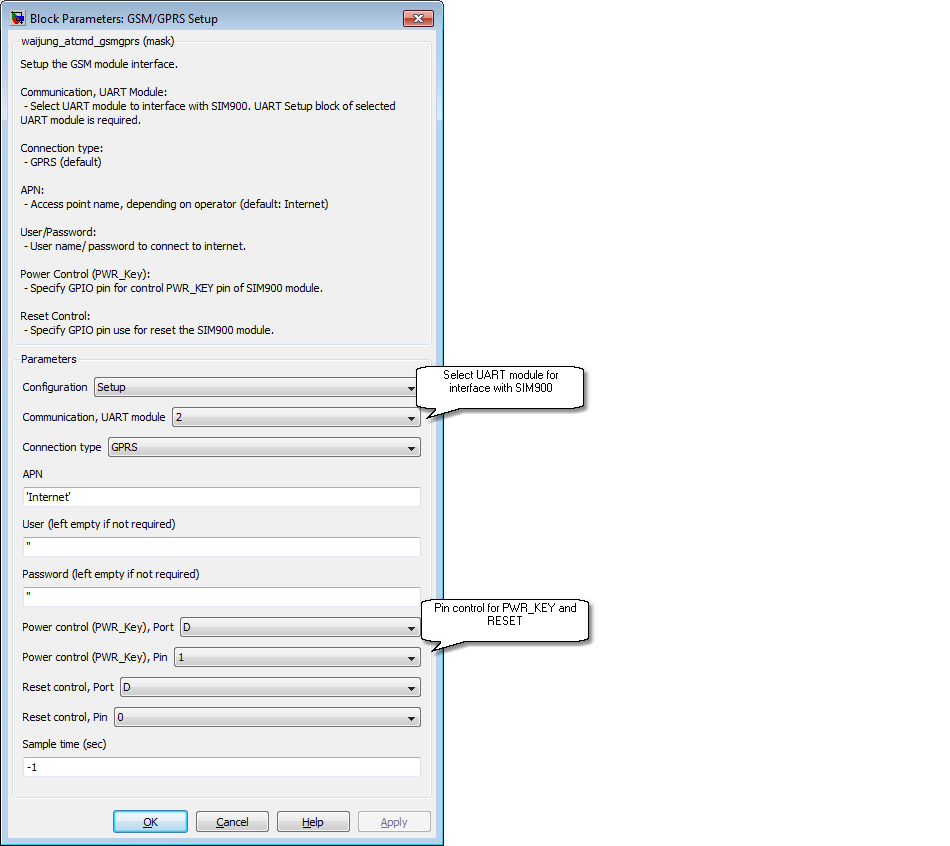 Block Parameters: GSM/GPRS Setup
waijung_atcmd_gsmgprs (mask)
Setup the GSM module interface.
Communication, UART Module:
- Select UART module to interface with SIM900. UART Setup block of selected
UART module is required.
Connection type:
- GPRS (default)
APN:
- Access point name, depending on operator (default: Internet)
User/Password:
- User name/ password to connect to internet.
Power Control (PWR_Key):
- Specify GPIO pin for control PWR_KEY pin of SIM900 module.
Reset Control:
- Specify GPIO pin use for reset the SIM900 module.
Parameters
Configuration Setup
Select UART module for
interface with SIM900
Communication, UART module 2
Connection type GPRS
APN
'Internet'
User (left empty if not required)
''
Password (left empty if not required)
''
Pin control for PWR_KEY and
RESET
Power control (PWR_Key), Port D
Power control (PWR_Key), Pin 1
Reset control, Port D
Reset control, Pin 0
Sample time (sec)
-1
OK Cancel Help Apply